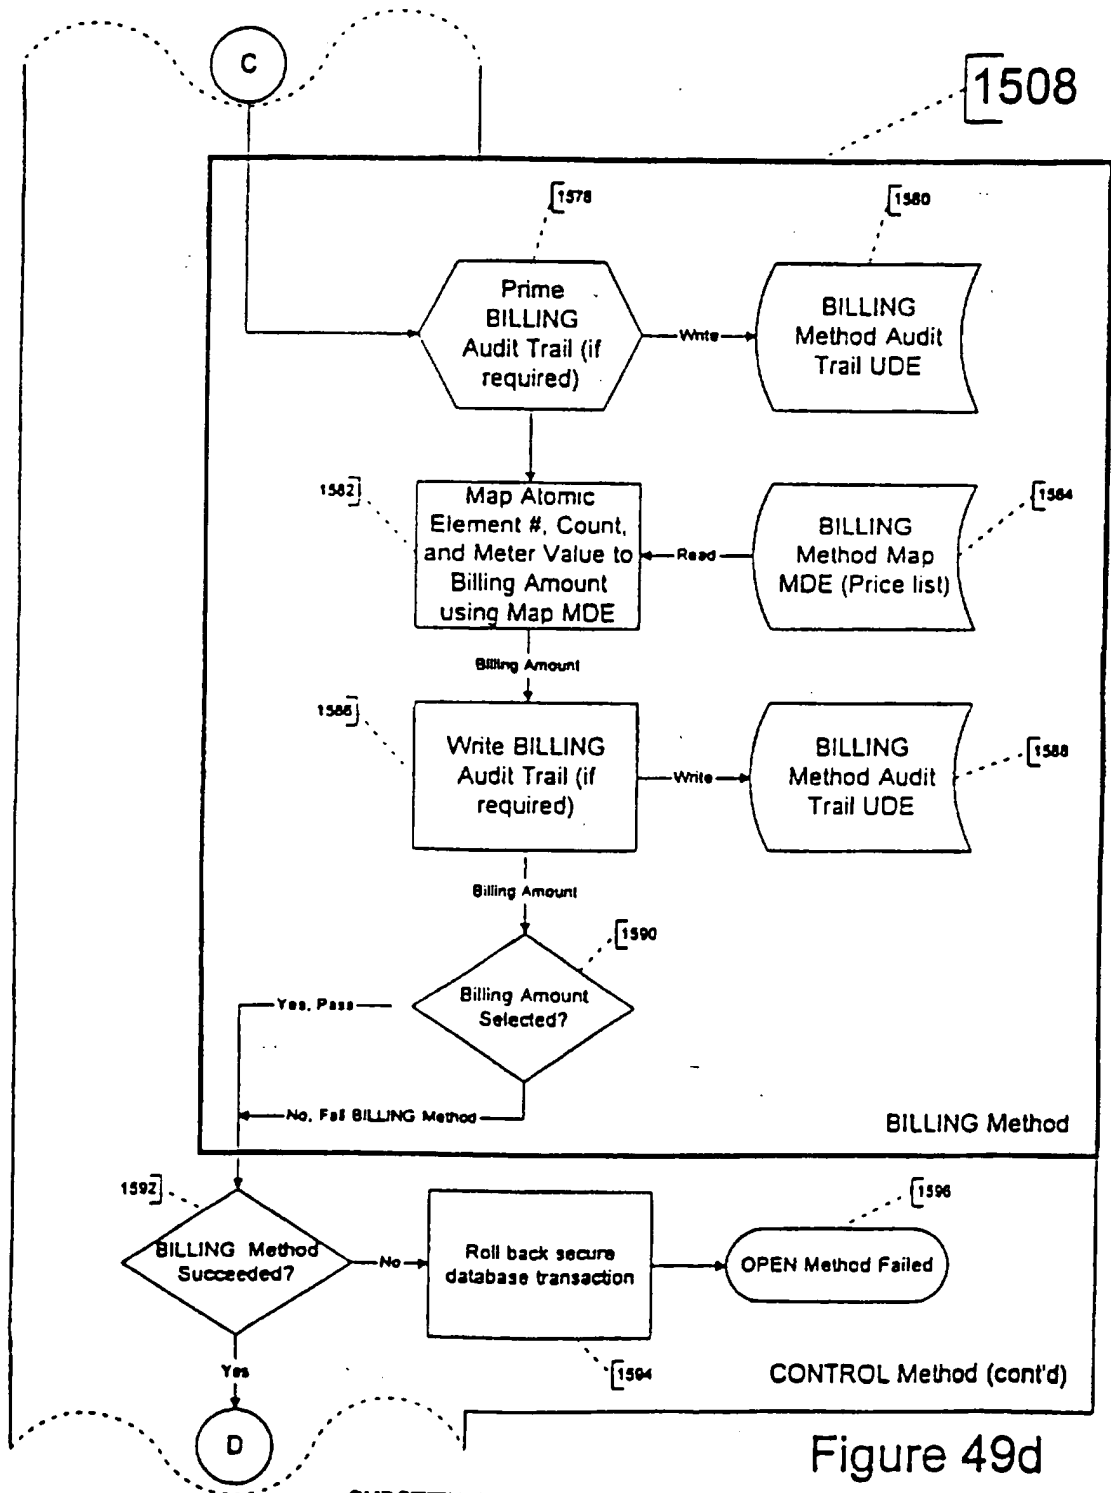 C
1508
1578
1580
Prime
BILLING
Audit Trail (if
required)
Write
BILLING
Method Audit
Trail UDE
1582
Map Atomic
Element #, Count,
and Meter Value to
Billing Amount
using Map MDE
Read
BILLING
Method Map
MDE (Price list)
1584
Billing Amount
1586
Write BILLING
Audit Trail (if
required)
Write
BILLING
Method Audit
Trail UDE
1588
Billing Amount
1590
Billing Amount
Selected?
Yes, Pass
No, Fail BILLING Method
BILLING Method
1592
BILLING Method
Succeeded?
No
Roll back secure
database transaction
1596
OPEN Method Failed
Yes
1594
CONTROL Method (cont'd)
D
Figure 49d